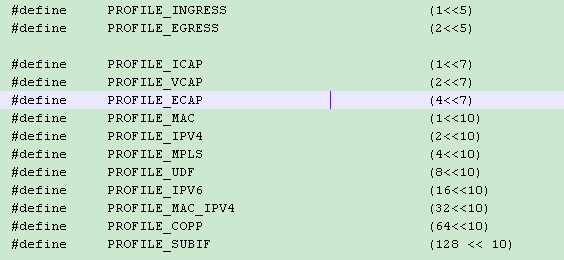 #define PROFILE_INGRESS (1<<5)
#define PROFILE_EGRESS (2<<5)
#define PROFILE_ICAP (1<<7)
#define PROFILE_VCAP (2<<7)
#define PROFILE_ECAP (4<<7)
#define PROFILE_MAC (1<<10)
#define PROFILE_IPV4 (2<<10)
#define PROFILE_MPLS (4<<10)
#define PROFILE_UDF (8<<10)
#define PROFILE_IPV6 (16<<10)
#define PROFILE_MAC_IPV4 (32<<10)
#define PROFILE_COPP (64<<10)
#define PROFILE_SUBIF (128 << 10)